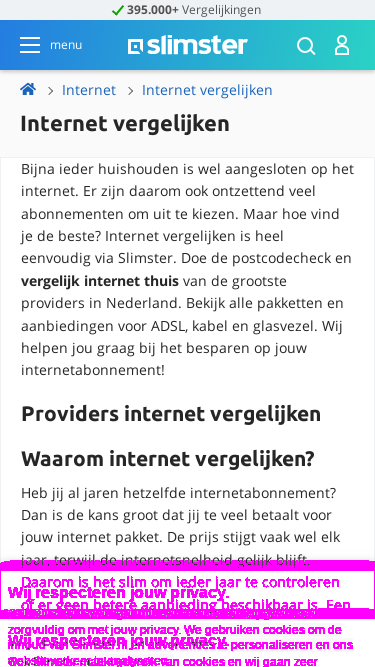 395.000+ Vergelijkingen
menu
slimster
Internet
Internet vergelijken
Internet vergelijken
Bijna ieder huishouden is wel aangesloten op het
internet. Er zijn daarom ook ontzettend veel
abonnementen om uit te kiezen. Maar hoe vind
je de beste? Internet vergelijken is heel
eenvoudig via Slimster. Doe de postcodecheck en
vergelijk internet thuis van de grootste
providers in Nederland. Bekijk alle pakketten en
aanbiedingen voor ADSL, kabel en glasvezel. Wij
helpen jou graag bij het besparen op jouw
internetabonnement!
Providers internet vergelijken
Waarom internet vergelijken?
Heb jij al jaren hetzelfde internetabonnement?
Dan is de kans groot dat jij te veel betaalt voor
jouw internet pakket. De prijs stijgt vaak wel elk
jaar, terwijl de internetsnelheid gelijk blijft.
Daarom is het slim om ieder jaar te controleren
Wij respecteren jouw privacy.
of er geen betere aanbieding beschikbaar is. Een
zorgvuldig om met jouw privacy. We gebruiken cookies om de
Wij respecteren jouw privacy.
inhoud van Slimster.nl en advertenties te personaliseren en ons